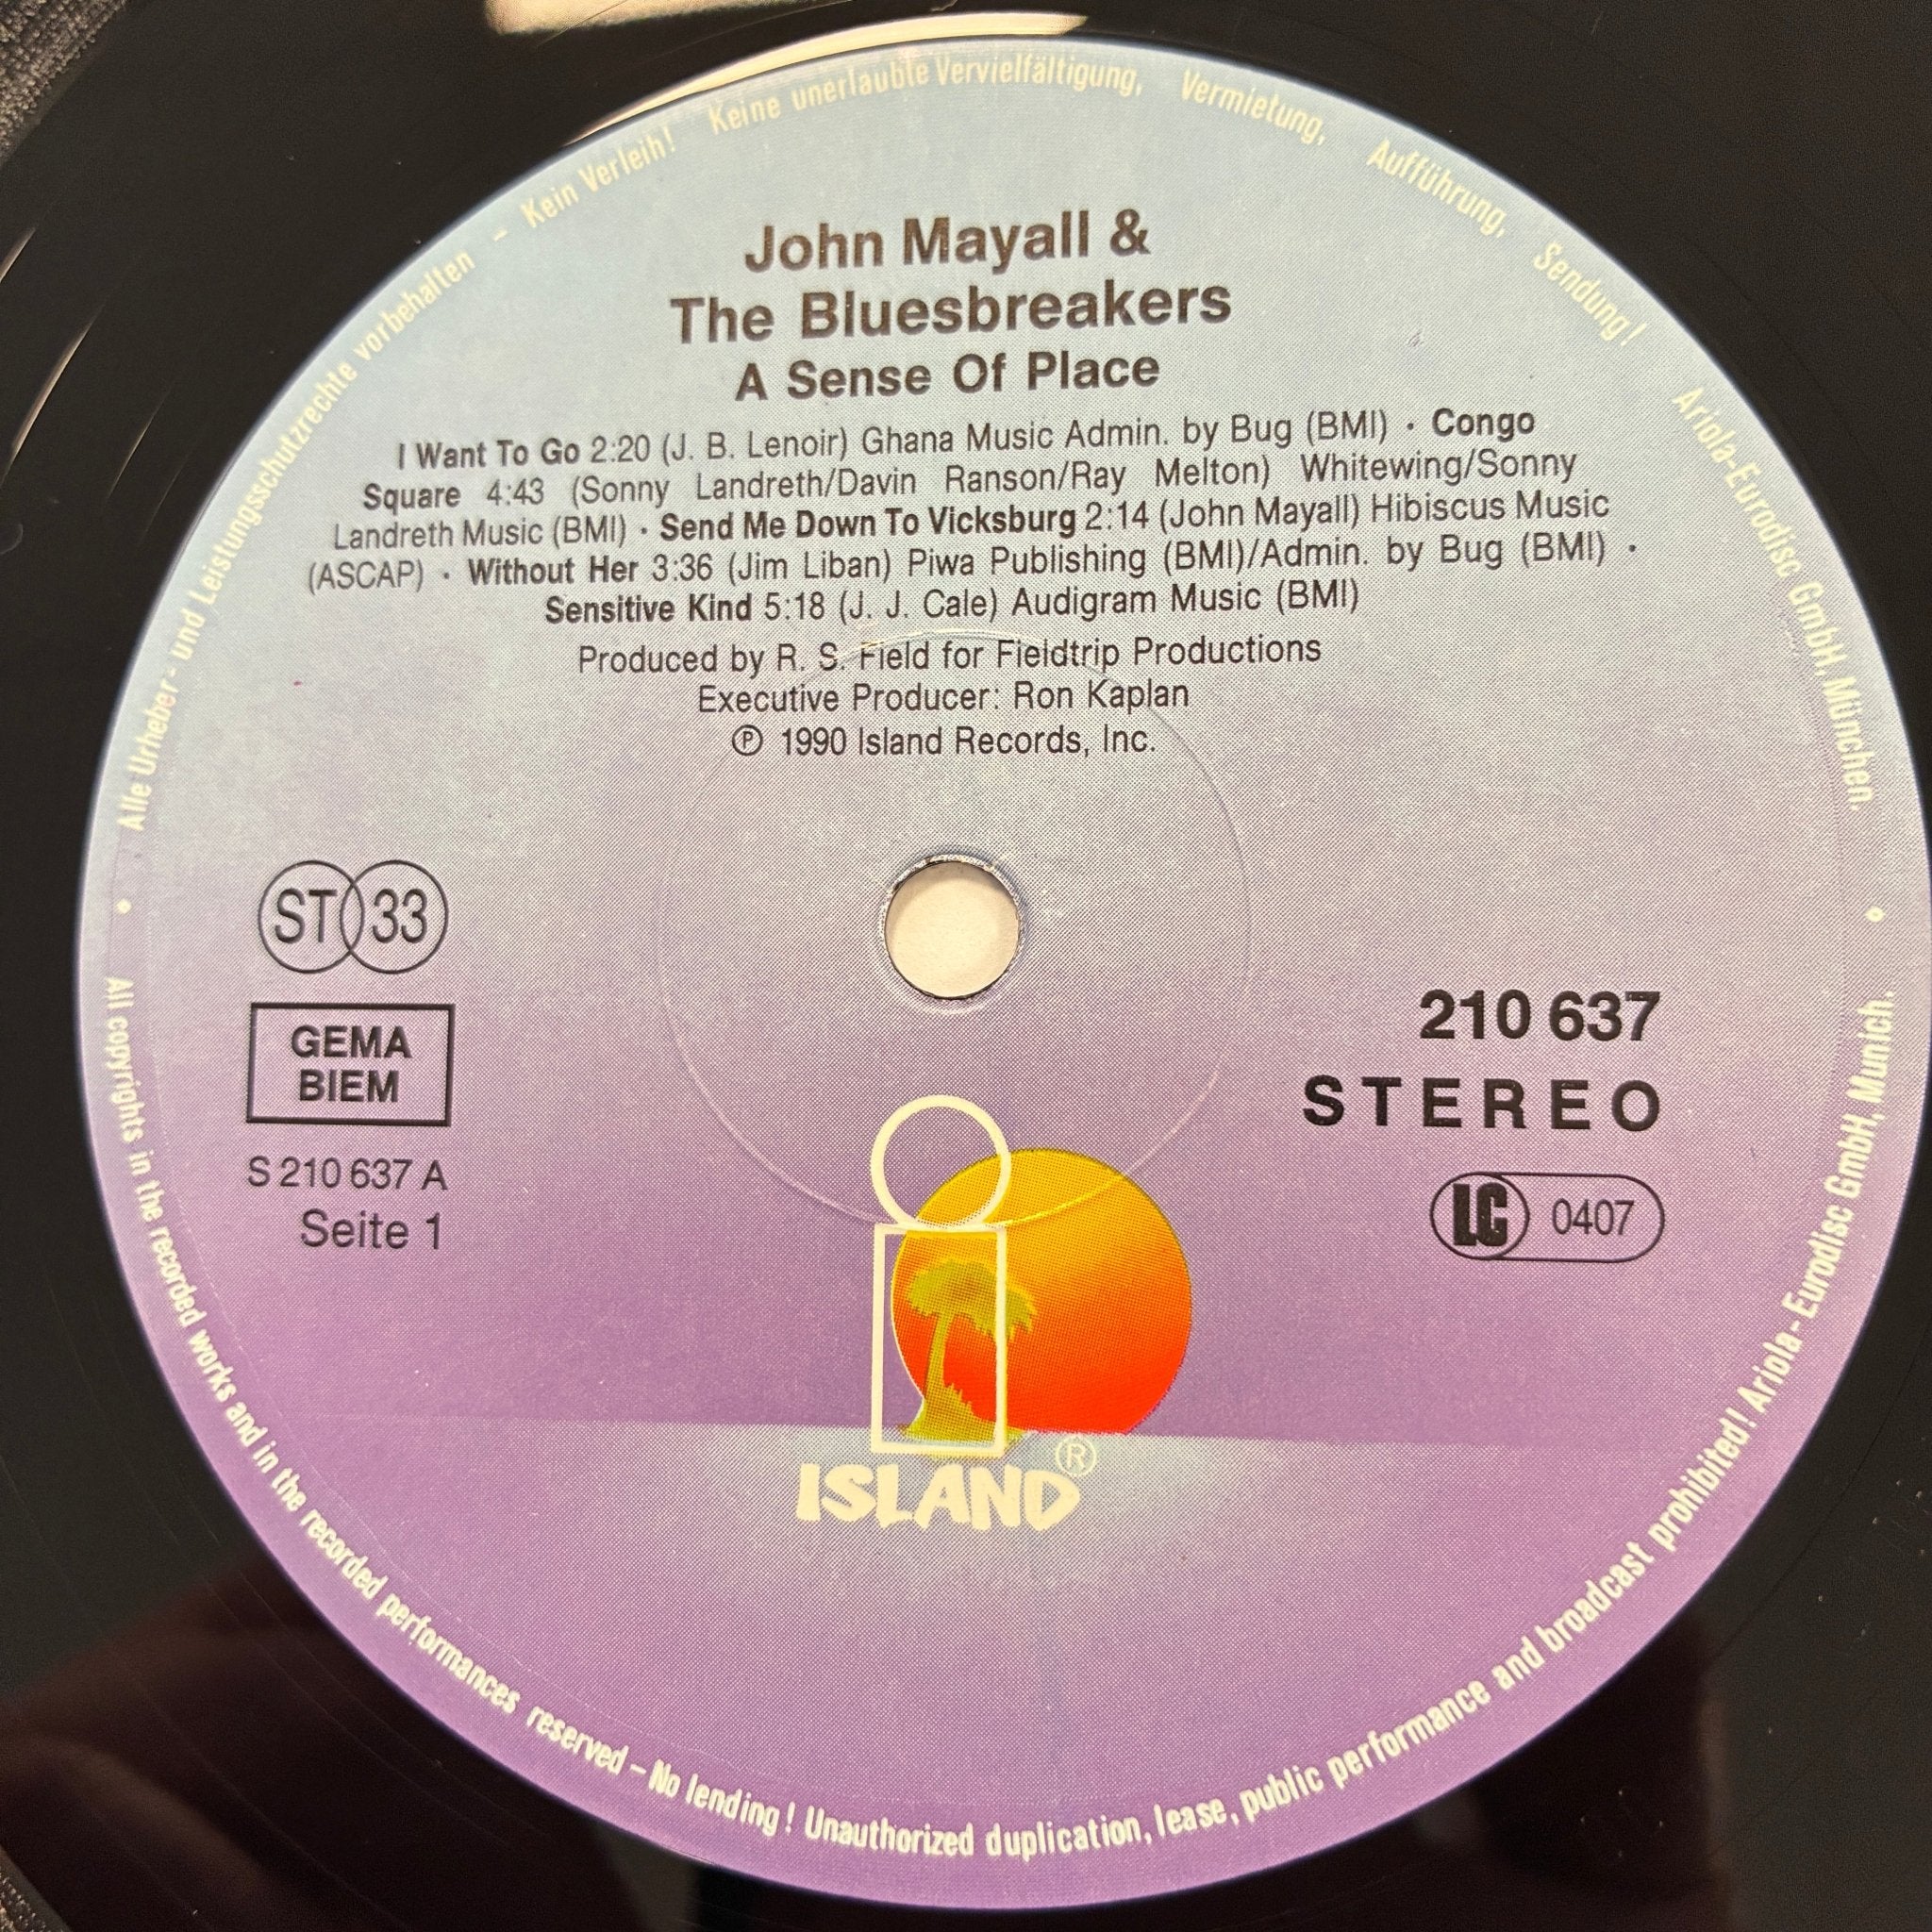 Alle Urheber- und Leistungsschutzrechte vorbehalten - Kein Verleih! Keine unerlaubte Vervielfältigung, Vermietung, Aufführung, Sendung! Ariola-Eurodisc GmbH, München.
John Mayall &
The Bluesbreakers
A Sense Of Place
I Want To Go 2:20 (J. B. Lenoir) Ghana Music Admin. by Bug (BMI) · Congo
Square 4:43 (Sonny Landreth/Davin Ranson/Ray Melton) Whitewing/Sonny
Landreth Music (BMI) · Send Me Down To Vicksburg 2:14 (John Mayall) Hibiscus Music
(ASCAP) · Without Her 3:36 (Jim Liban) Piwa Publishing (BMI)/Admin. by Bug (BMI) ·
Sensitive Kind 5:18 (J. J. Cale) Audigram Music (BMI)
Produced by R. S. Field for Fieldtrip Productions
Executive Producer: Ron Kaplan
℗ 1990 Island Records, Inc.
ST 33
GEMA
BIEM
S 210 637 A
Seite 1
210 637
STEREO
LC 0407
ISLAND®
All copyrights in the recorded works and in the recorded performances reserved – No lending! Unauthorized duplication, lease, public performance and broadcast prohibited! Ariola-Eurodisc GmbH, Munich.